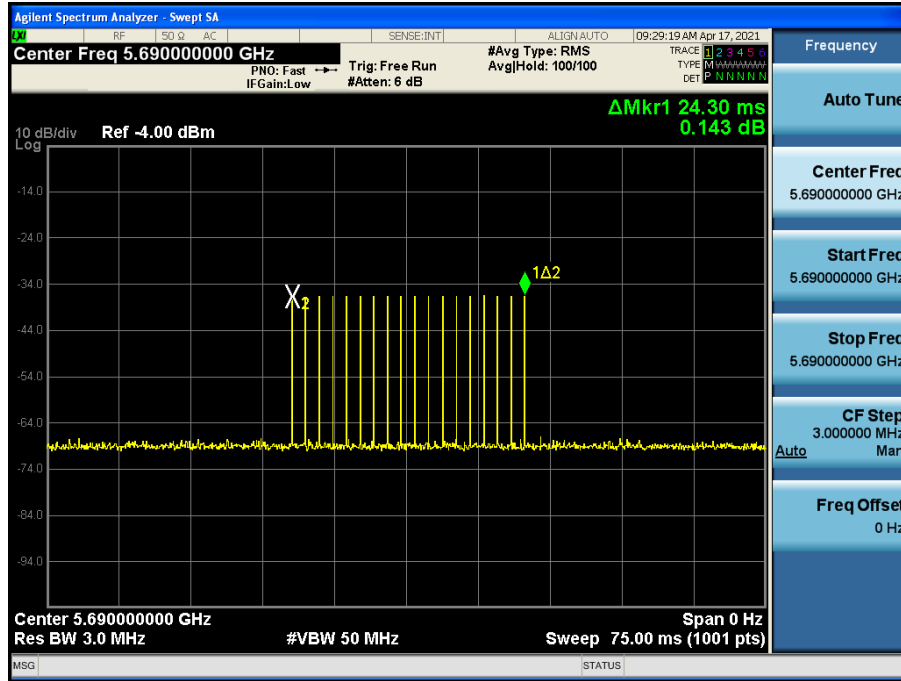 Agilent Spectrum Analyzer - Swept SA
LXI RF 50 Ω AC SENSE:INT ALIGN AUTO 09:29:19 AM Apr 17, 2021
Center Freq 5.690000000 GHz
PNO: Fast
IFGain:Low
Trig: Free Run
#Atten: 6 dB
#Avg Type: RMS
Avg|Hold: 100/100
TRACE 1 2 3 4 5 6
TYPE M WWWWW
DET P N N N N N
ΔMkr1 24.30 ms
0.143 dB
10 dB/div Ref -4.00 dBm
Log
-14.0
-24.0
-34.0
-44.0
-54.0
-64.0
-74.0
-84.0
-94.0
1Δ2
X2
Center 5.690000000 GHz Span 0 Hz
Res BW 3.0 MHz #VBW 50 MHz Sweep 75.00 ms (1001 pts)
MSG STATUS
Frequency
Auto Tune
Center Freq
5.690000000 GHz
Start Freq
5.690000000 GHz
Stop Freq
5.690000000 GHz
CF Step
3.000000 MHz
Auto Man
Freq Offset
0 Hz